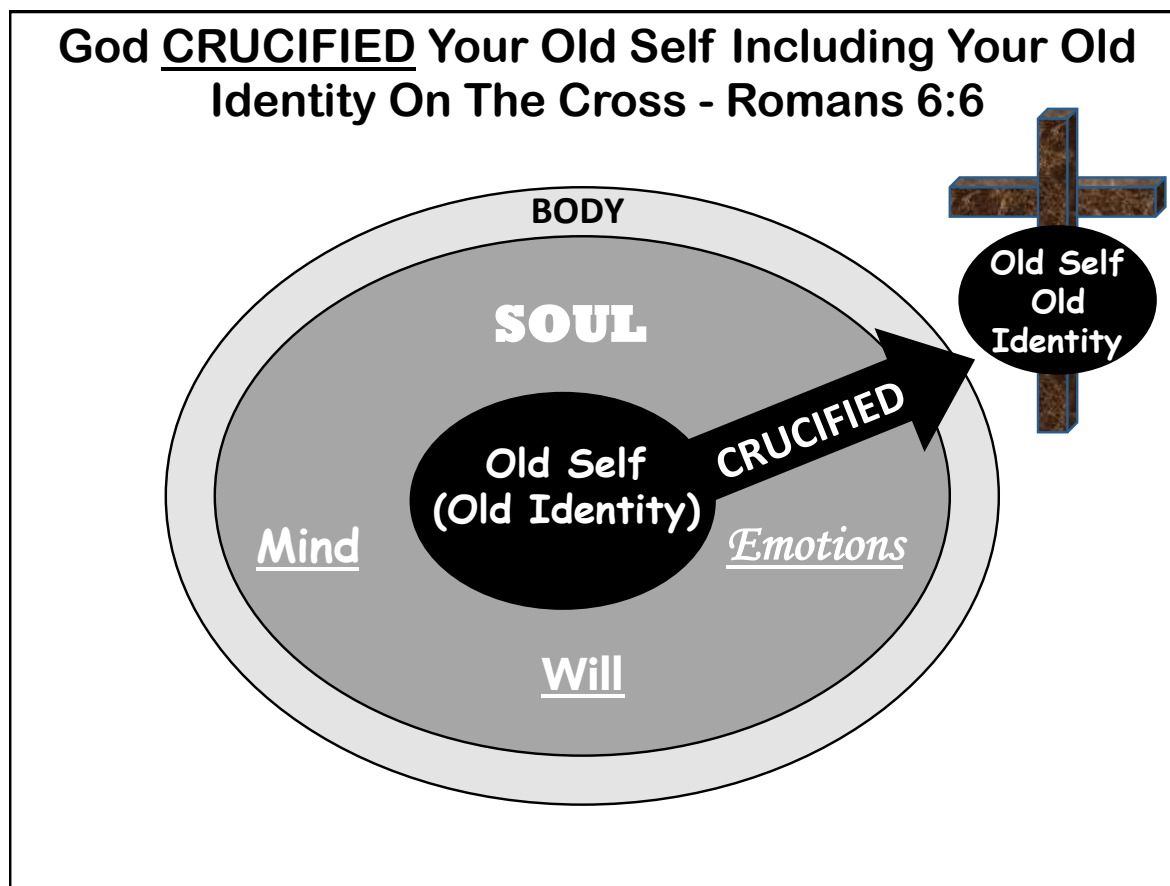 God CRUCIFIED Your Old Self Including Your Old
Identity On The Cross - Romans 6:6
BODY
SOUL
Old Self
Old
Identity
CRUCIFIED
Old Self
(Old Identity)
Mind
Emotions
Will